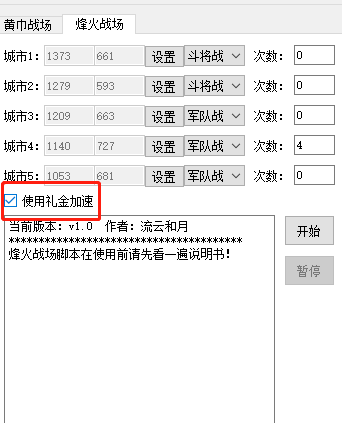 黄巾战场 烽火战场
城市1: 1373 661 设置 斗将战 次数: 0
城市2: 1279 593 设置 斗将战 次数: 0
城市3: 1209 663 设置 军队战 次数: 0
城市4: 1140 727 设置 军队战 次数: 4
城市5: 1053 681 设置 军队战 次数: 0
使用礼金加速
当前版本: v1.0 作者: 流云和月
***************************************
烽火战场脚本在使用前请先看一遍说明书!
开始
暂停